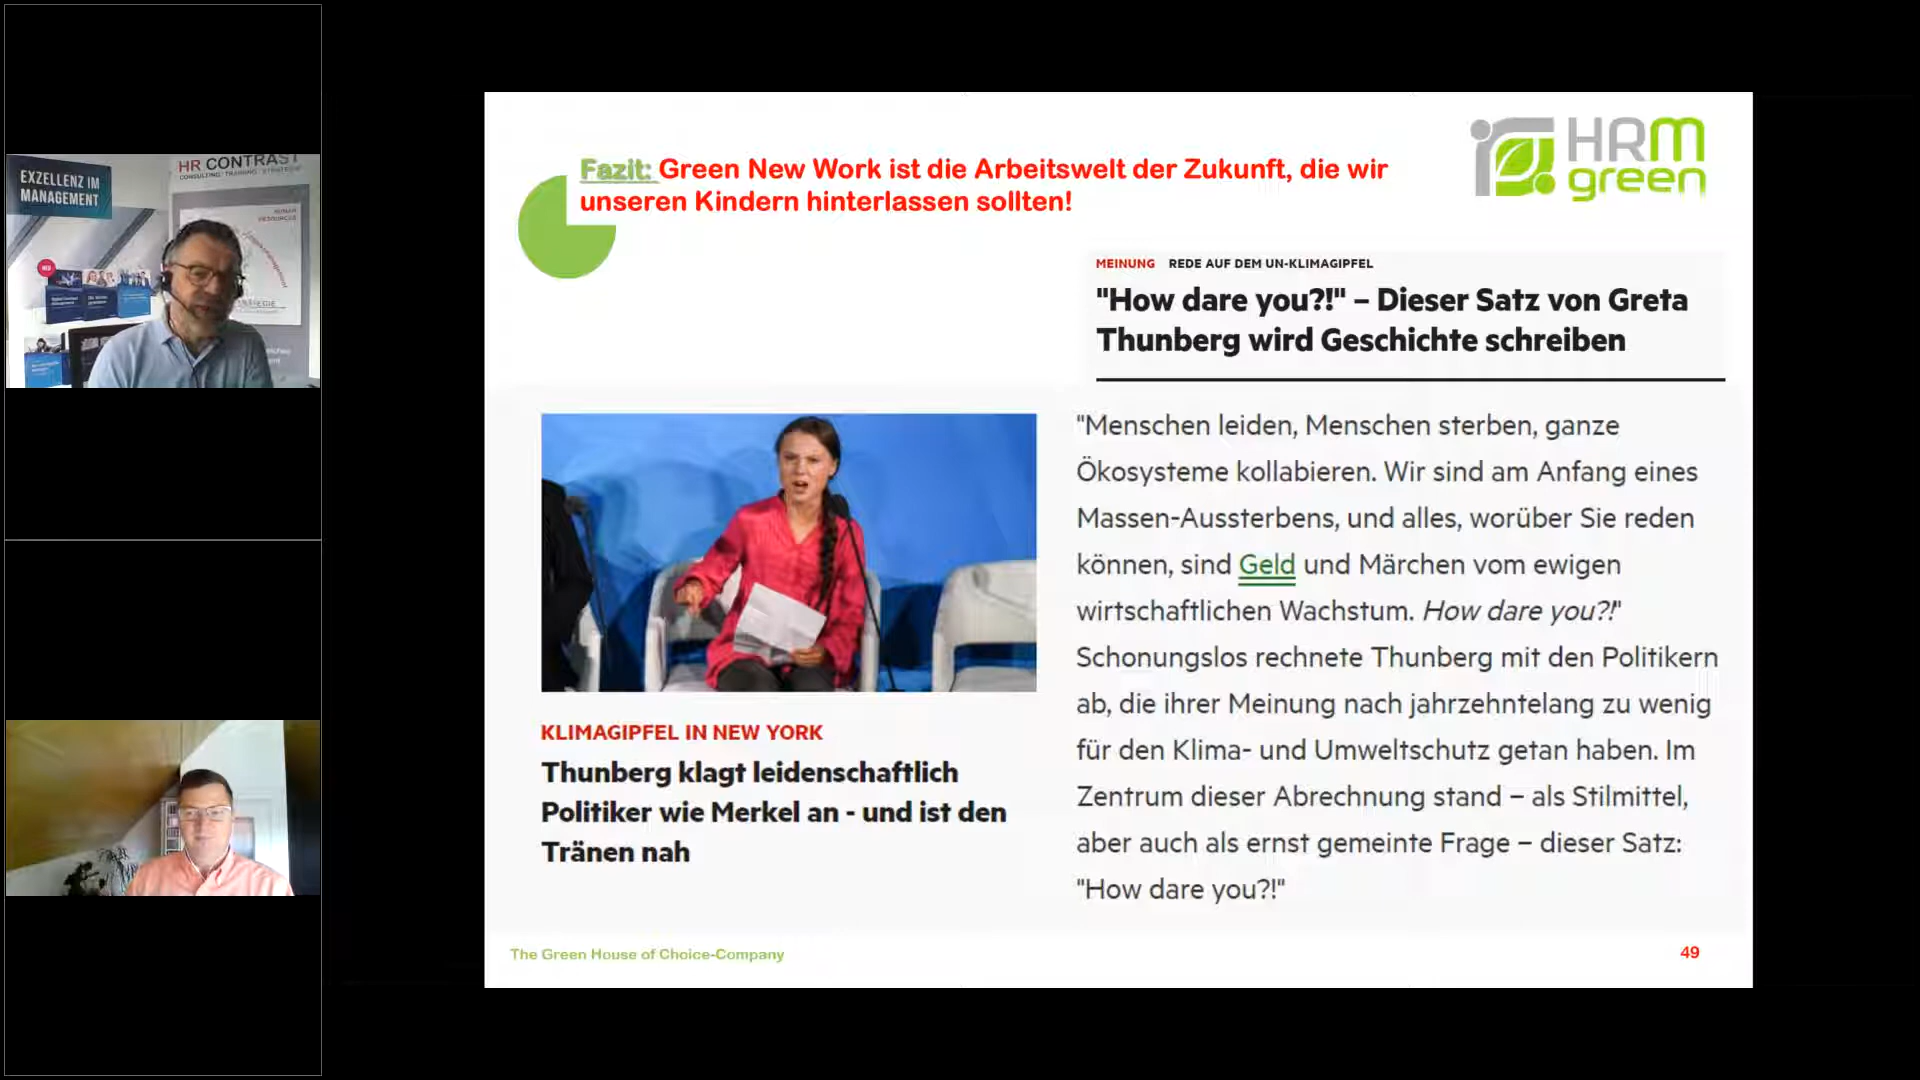 EXZELLENZ IM
MANAGEMENT
HR CONTRAST
CONSULTING · TRAINING · STRATEGIE
HUMAN
RESOURCES
Fazit: Green New Work ist die Arbeitswelt der Zukunft, die wir
unseren Kindern hinterlassen sollten!
HRM
green
MEINUNG REDE AUF DEM UN-KLIMAGIPFEL
"How dare you?!" – Dieser Satz von Greta
Thunberg wird Geschichte schreiben
"Menschen leiden, Menschen sterben, ganze
Ökosysteme kollabieren. Wir sind am Anfang eines
Massen-Aussterbens, und alles, worüber Sie reden
können, sind Geld und Märchen vom ewigen
wirtschaftlichen Wachstum. How dare you?!"
Schonungslos rechnete Thunberg mit den Politikern
ab, die ihrer Meinung nach jahrzehntelang zu wenig
für den Klima- und Umweltschutz getan haben. Im
Zentrum dieser Abrechnung stand – als Stilmittel,
aber auch als ernst gemeinte Frage – dieser Satz:
"How dare you?!"
KLIMAGIPFEL IN NEW YORK
Thunberg klagt leidenschaftlich
Politiker wie Merkel an - und ist den
Tränen nah
The Green House of Choice-Company
49